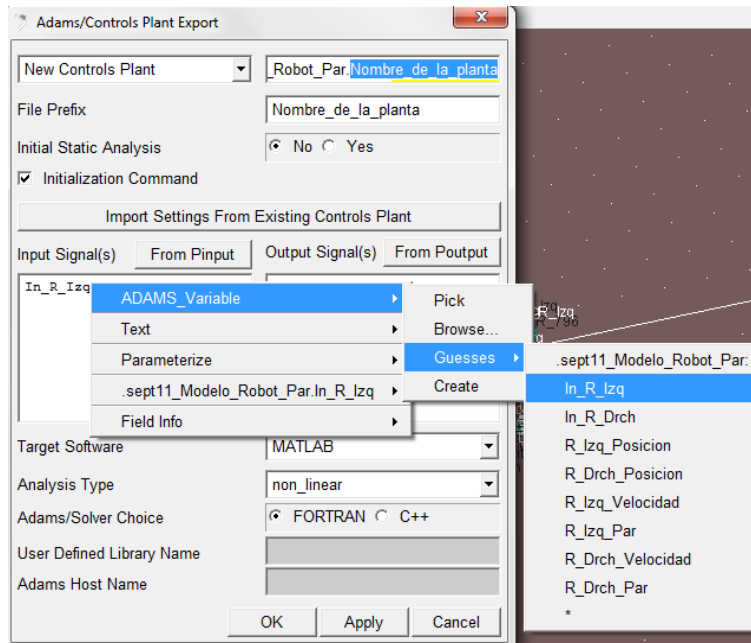 Adams/Controls Plant Export
x
New Controls Plant
_Robot_Par.Nombre_de_la_planta
File Prefix
Nombre_de_la_planta
Initial Static Analysis
No Yes
Initialization Command
Import Settings From Existing Controls Plant
Input Signal(s) From Pinput Output Signal(s) From Poutput
In_R_Izq
ADAMS_Variable
Text
Parameterize
.sept11_Modelo_Robot_Par.In_R_Izq
Field Info
Pick
Browse...
Guesses
Create
.sept11_Modelo_Robot_Par:
In_R_Izq
In_R_Drch
R_Izq_Posicion
R_Drch_Posicion
R_Izq_Velocidad
R_Izq_Par
R_Drch_Velocidad
R_Drch_Par
*
Target Software
MATLAB
Analysis Type
non_linear
Adams/Solver Choice
FORTRAN C++
User Defined Library Name
Adams Host Name
OK Apply Cancel